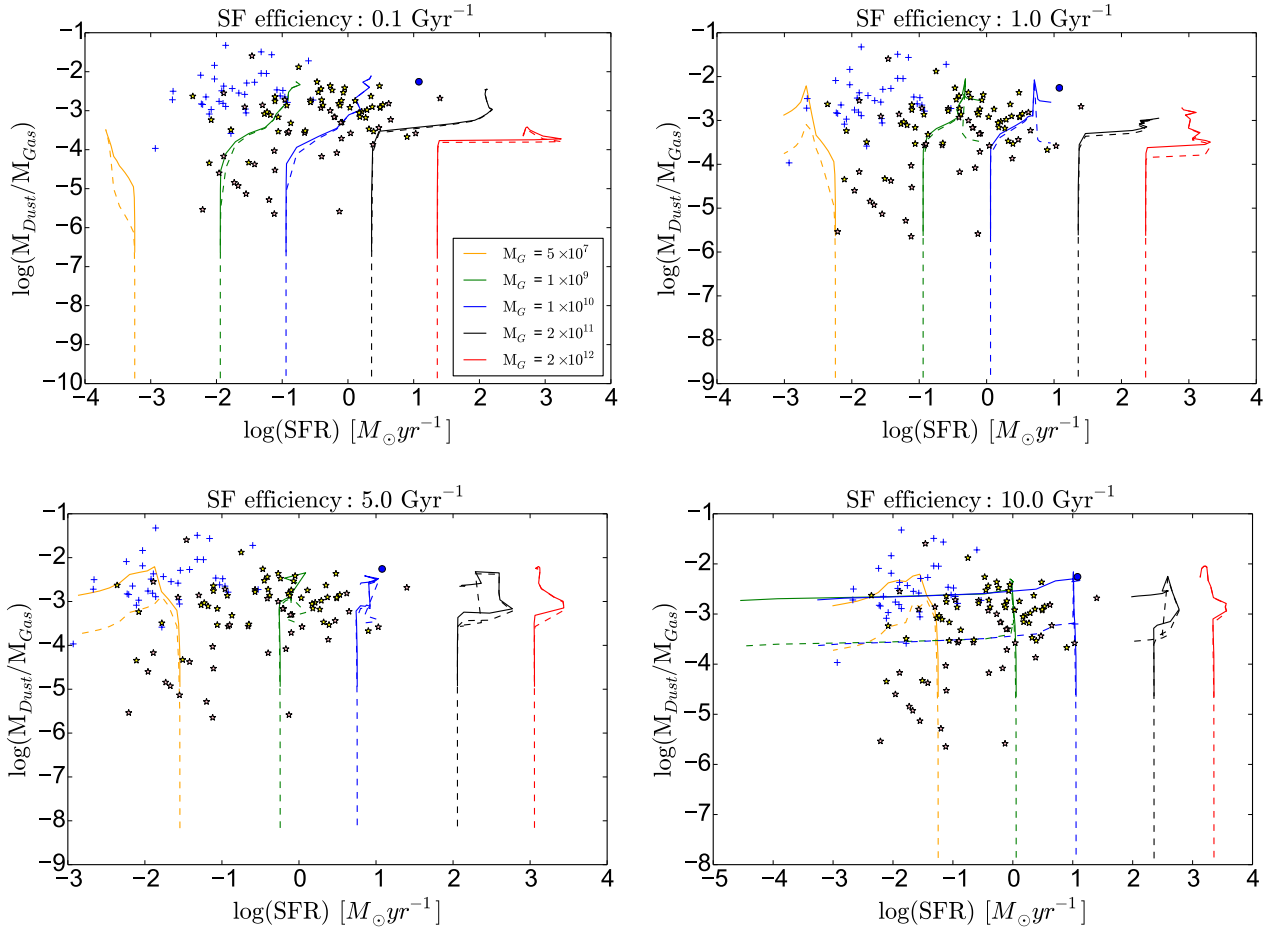 SF efficiency: 0.1 Gyr⁻¹
−1
−2
−3
−4
−5
−6
−7
−8
−9
−10
log(M_Dust/M_Gas)
M_G = 5×10⁷
M_G = 1×10⁹
M_G = 1×10¹⁰
M_G = 2×10¹¹
M_G = 2×10¹²
−4 −3 −2 −1 0 1 2 3 4
log(SFR) [M⊙yr⁻¹]
SF efficiency: 1.0 Gyr⁻¹
−1
−2
−3
−4
−5
−6
−7
−8
−9
log(M_Dust/M_Gas)
−4 −3 −2 −1 0 1 2 3 4
log(SFR) [M⊙yr⁻¹]
SF efficiency: 5.0 Gyr⁻¹
−1
−2
−3
−4
−5
−6
−7
−8
−9
log(M_Dust/M_Gas)
−3 −2 −1 0 1 2 3 4
log(SFR) [M⊙yr⁻¹]
SF efficiency: 10.0 Gyr⁻¹
−1
−2
−3
−4
−5
−6
−7
−8
log(M_Dust/M_Gas)
−5 −4 −3 −2 −1 0 1 2 3 4
log(SFR) [M⊙yr⁻¹]